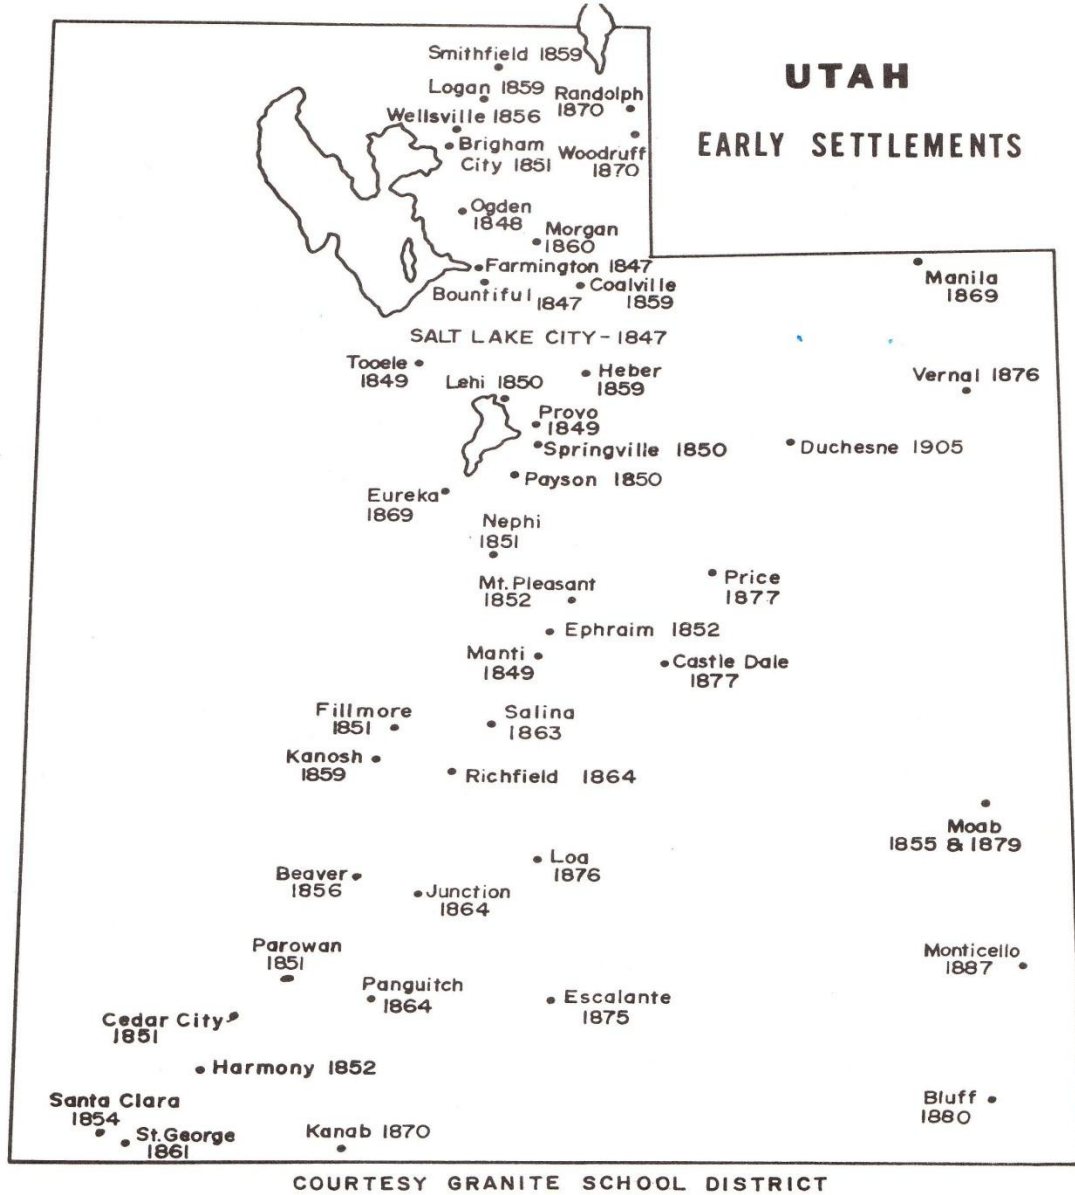 UTAH
EARLY SETTLEMENTS
Smithfield 1859
Logan 1859
Randolph
1870
Wellsville 1856
Brigham
City 1851
Woodruff
1870
Ogden
1848
Morgan
1860
Farmington 1847
Bountiful 1847
Coalville
1859
Manila
1869
SALT LAKE CITY - 1847
Tooele
1849
Lehi 1850
Heber
1859
Vernal 1876
Provo
1849
Springville 1850
Duchesne 1905
Payson 1850
Eureka
1869
Nephi
1851
Mt. Pleasant
1852
Price
1877
Ephraim 1852
Manti
1849
Castle Dale
1877
Fillmore
1851
Salina
1863
Kanosh
1859
Richfield 1864
Moab
1855 & 1879
Loa
1876
Beaver
1856
Junction
1864
Parowan
1851
Monticello
1887
Panguitch
1864
Escalante
1875
Cedar City
1851
Harmony 1852
Santa Clara
1854
St. George
1861
Kanab 1870
Bluff
1880
COURTESY GRANITE SCHOOL DISTRICT